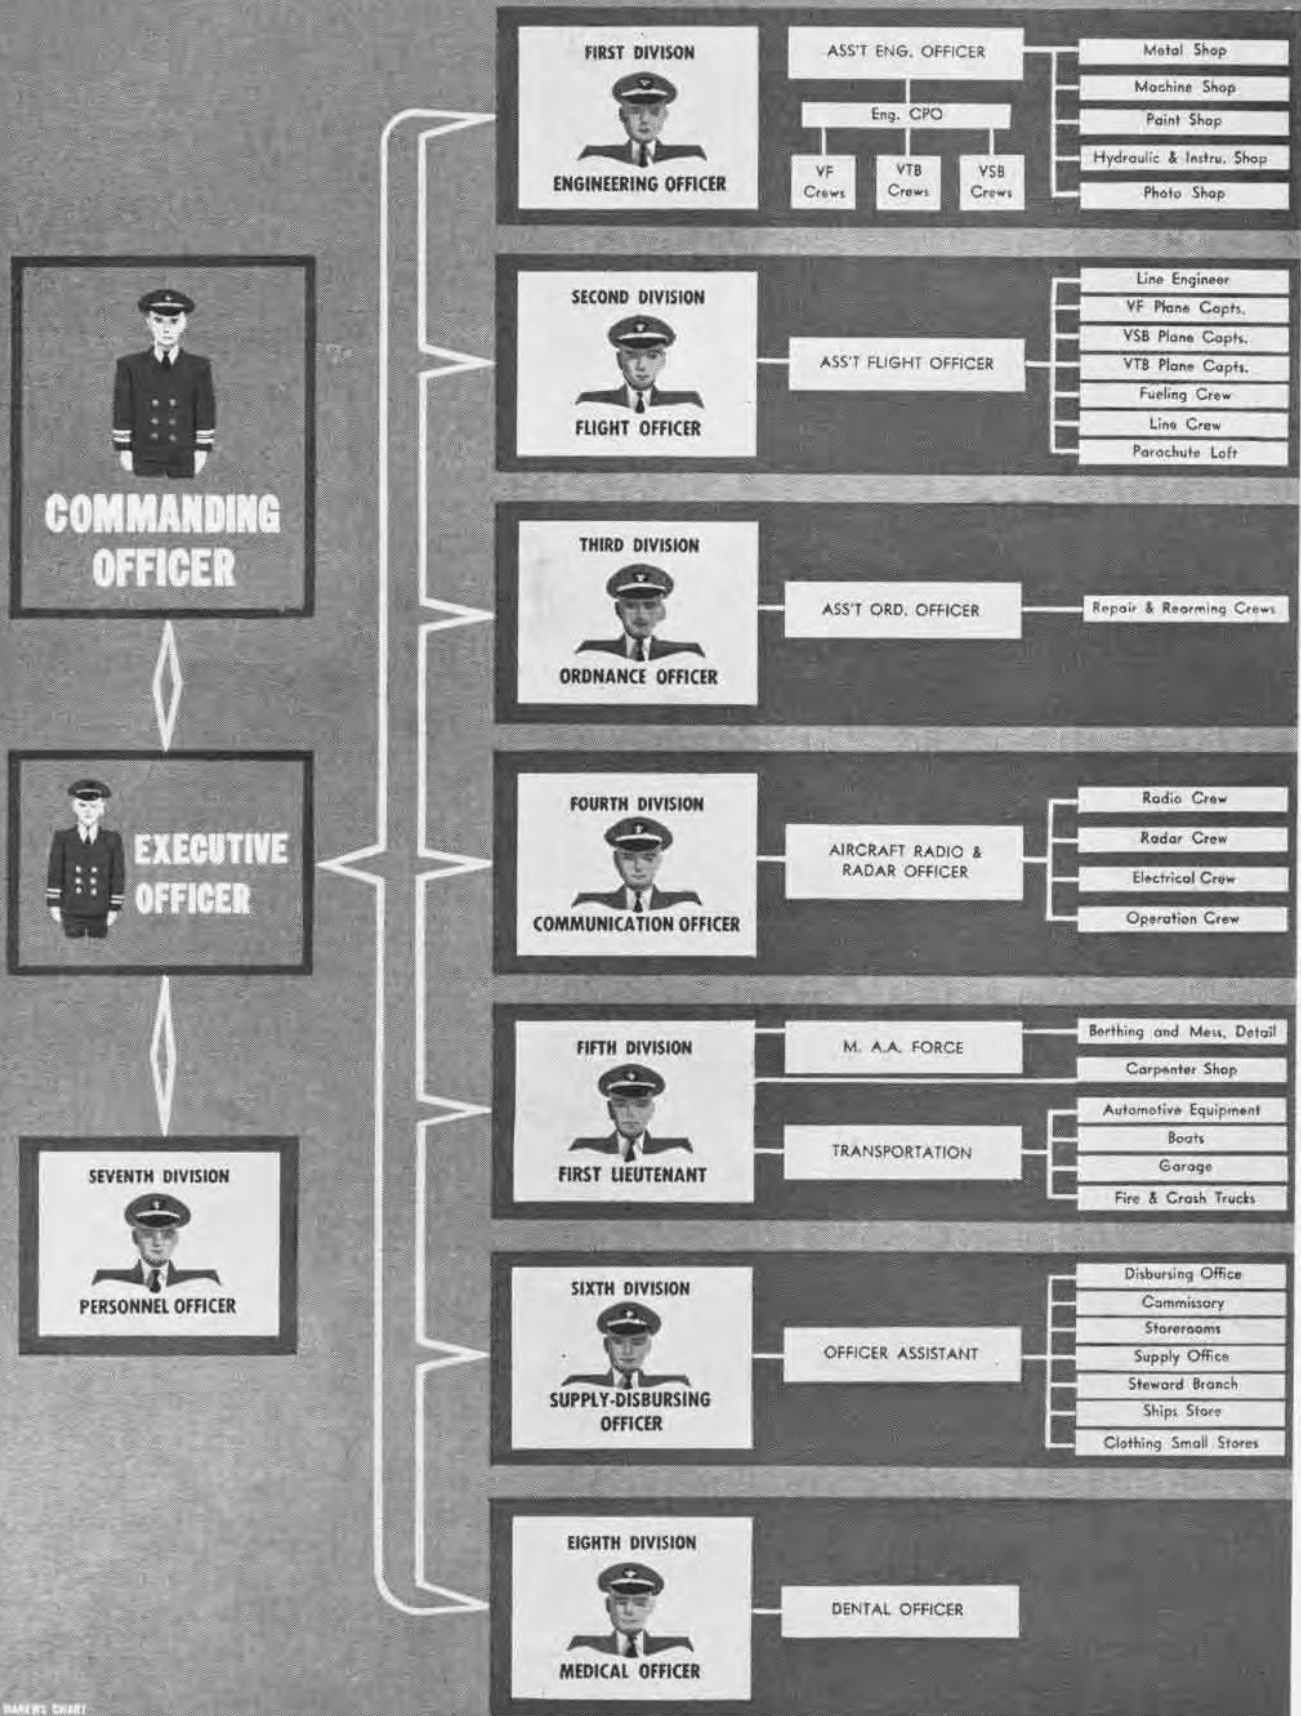 COMMANDING
OFFICER
EXECUTIVE
OFFICER
SEVENTH DIVISION
PERSONNEL OFFICER
FIRST DIVISON
ENGINEERING OFFICER
ASS'T ENG. OFFICER
Eng. CPO
VF
Crews
VTB
Crews
VSB
Crews
Metal Shop
Machine Shop
Paint Shop
Hydraulic & Instru. Shop
Photo Shop
SECOND DIVISION
FLIGHT OFFICER
ASS'T FLIGHT OFFICER
Line Engineer
VF Plane Capts.
VSB Plane Capts.
VTB Plane Capts.
Fueling Crew
Line Crew
Parachute Loft
THIRD DIVISION
ORDNANCE OFFICER
ASS'T ORD. OFFICER
Repair & Rearming Crews
FOURTH DIVISION
COMMUNICATION OFFICER
AIRCRAFT RADIO &
RADAR OFFICER
Radio Crew
Radar Crew
Electrical Crew
Operation Crew
FIFTH DIVISION
FIRST LIEUTENANT
M. A.A. FORCE
TRANSPORTATION
Berthing and Mess, Detail
Carpenter Shop
Automotive Equipment
Boats
Garage
Fire & Crash Trucks
SIXTH DIVISION
SUPPLY-DISBURSING
OFFICER
OFFICER ASSISTANT
Disbursing Office
Commissary
Storerooms
Supply Office
Steward Branch
Ships Store
Clothing Small Stores
EIGHTH DIVISION
MEDICAL OFFICER
DENTAL OFFICER
CHART